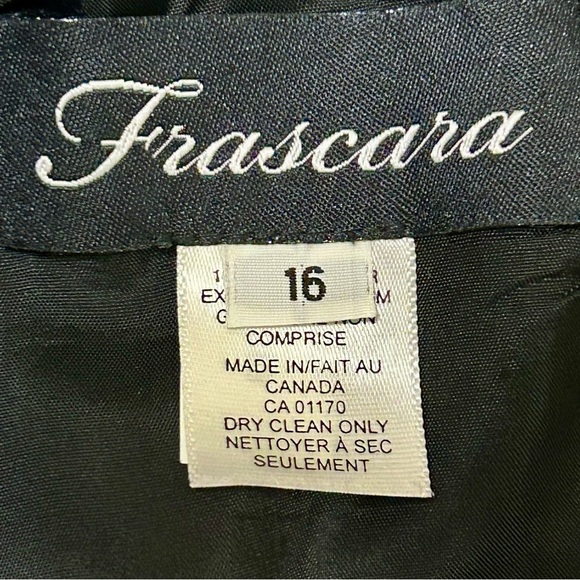 Frascara
16
COMPRISE
MADE IN/FAIT AU
CANADA
CA 01170
DRY CLEAN ONLY
NETTOYER À SEC
SEULEMENT